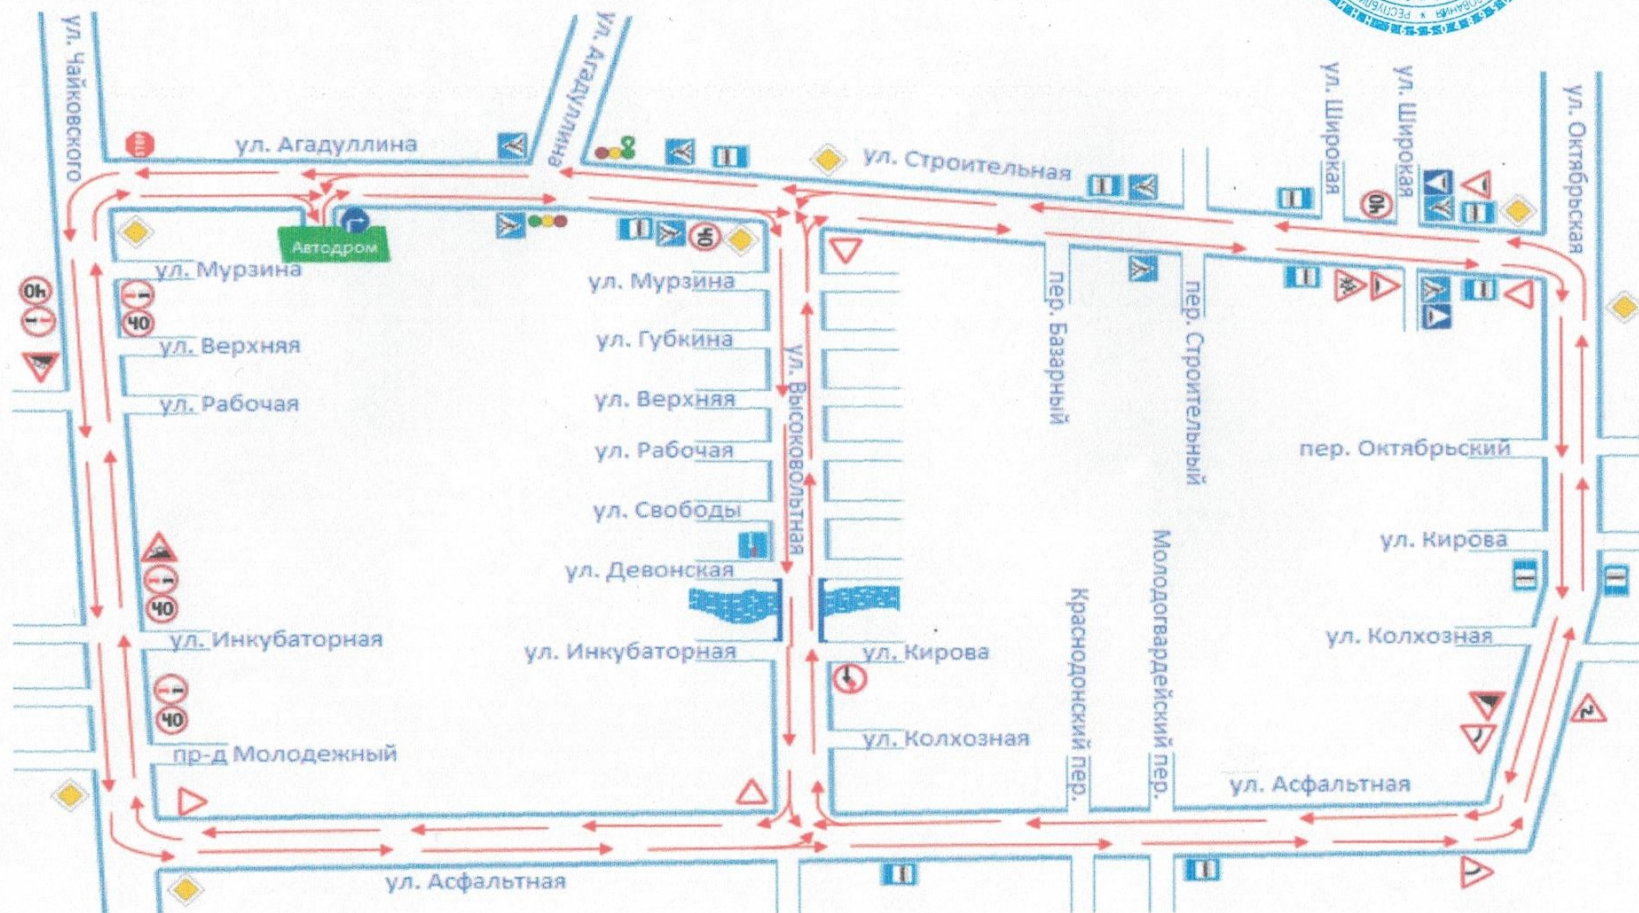 ул. Чайковского
ул. Агадуллина
ул. Агадуллина
ул. Строительная
ул. Широкая
ул. Широкая
ул. Октябрьская
STOP
40
40
Автодром
ул. Мурзина
ул. Мурзина
40
40
ул. Верхняя
ул. Губкина
ул. Рабочая
ул. Верхняя
ул. Рабочая
ул. Свободы
ул. Девонская
ул. Высоковольтная
пер. Базарный
пер. Строительный
пер. Октябрьский
ул. Кирова
40
ул. Инкубаторная
ул. Инкубаторная
ул. Кирова
Краснодонский пер.
Молодогвардейский пер.
ул. Колхозная
40
пр-д Молодежный
ул. Колхозная
ул. Асфальтная
ул. Асфальтная